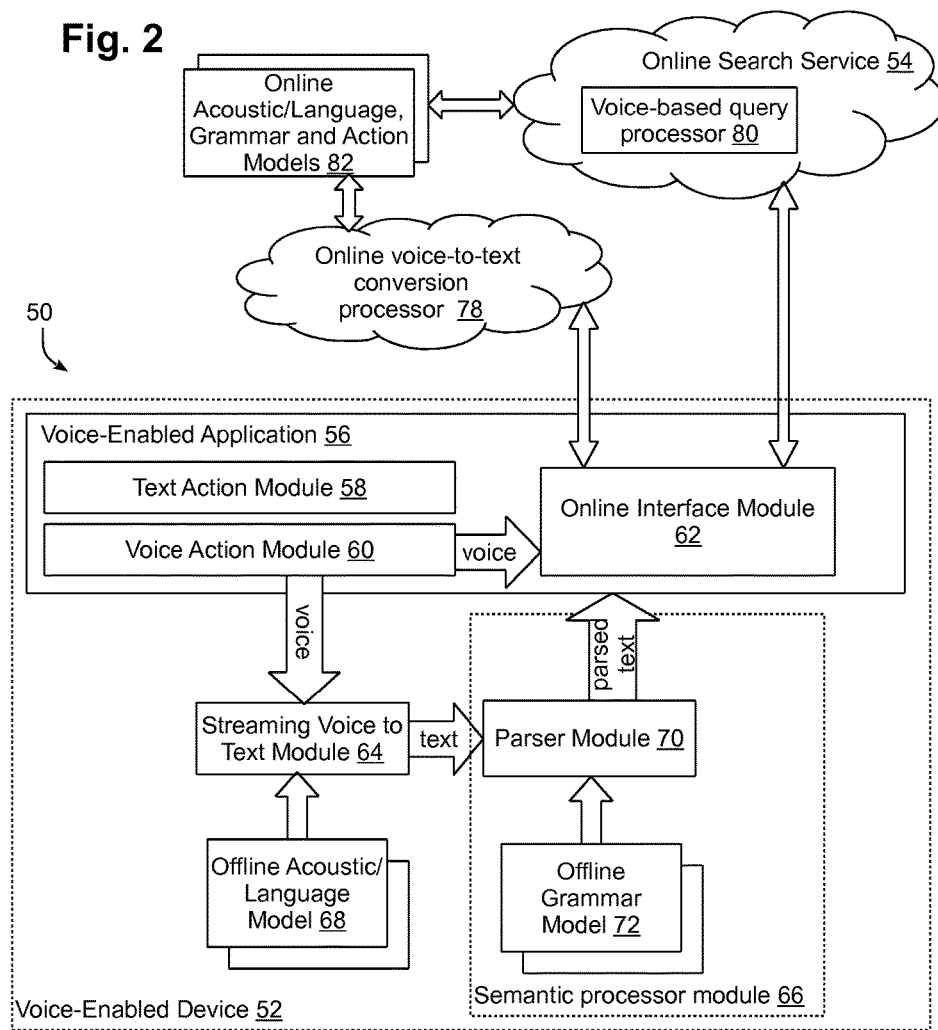 Fig. 2
Online
Acoustic/Language,
Grammar and Action
Models 82
Online Search Service 54
Voice-based query
processor 80
Online voice-to-text
conversion
processor 78
50
Voice-Enabled Application 56
Text Action Module 58
Voice Action Module 60
voice
Online Interface Module
62
voice
parsed
text
Streaming Voice to
Text Module 64
text
Parser Module 70
Offline Acoustic/
Language
Model 68
Offline
Grammar
Model 72
Voice-Enabled Device 52
Semantic processor module 66